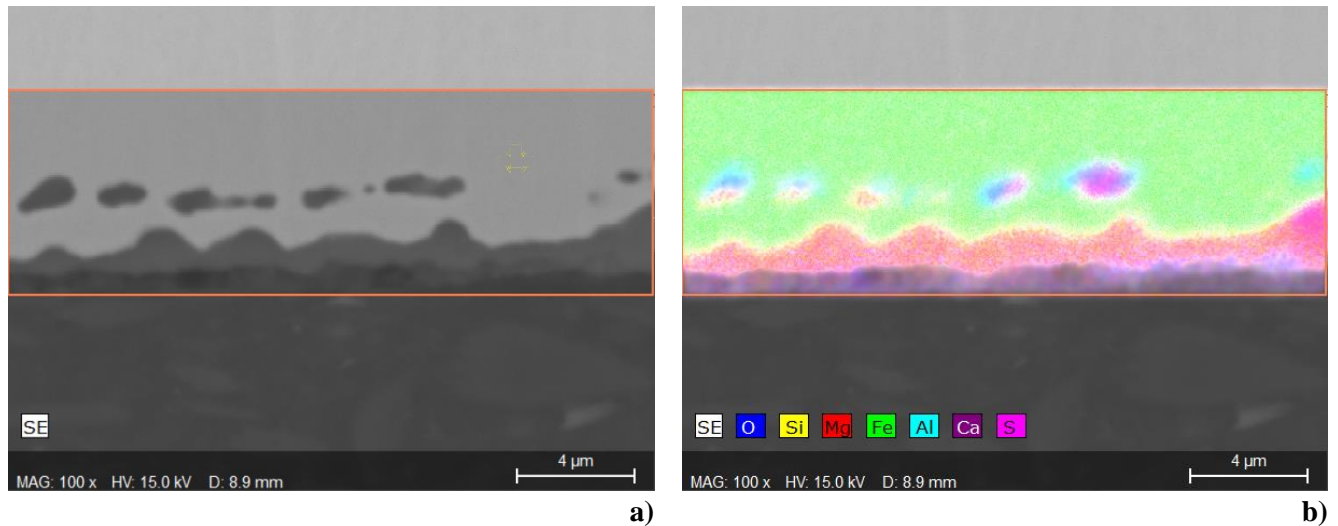 SE
MAG: 100 x HV: 15.0 kV D: 8.9 mm
4 µm
a)
SE O Si Mg Fe Al Ca S
MAG: 100 x HV: 15.0 kV D: 8.9 mm
4 µm
b)